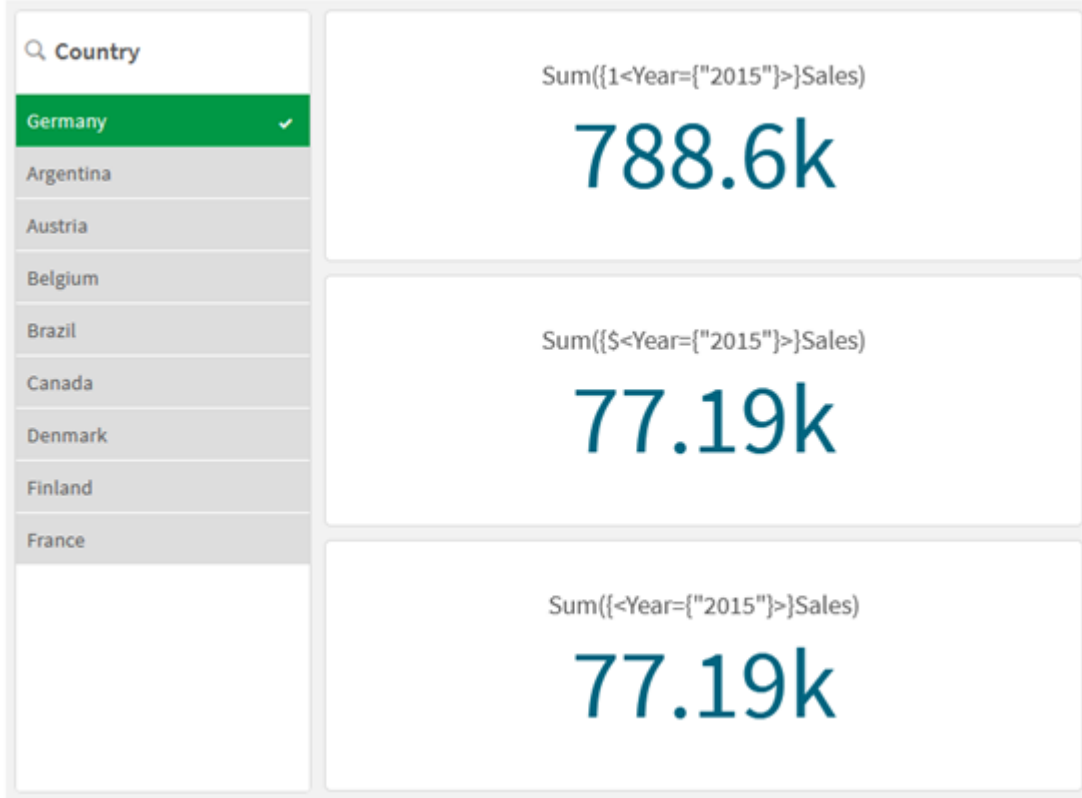 Country
Germany
Argentina
Austria
Belgium
Brazil
Canada
Denmark
Finland
France
Sum({1<Year={"2015"}>}Sales)
788.6k
Sum({$<Year={"2015"}>}Sales)
77.19k
Sum({<Year={"2015"}>}Sales)
77.19k